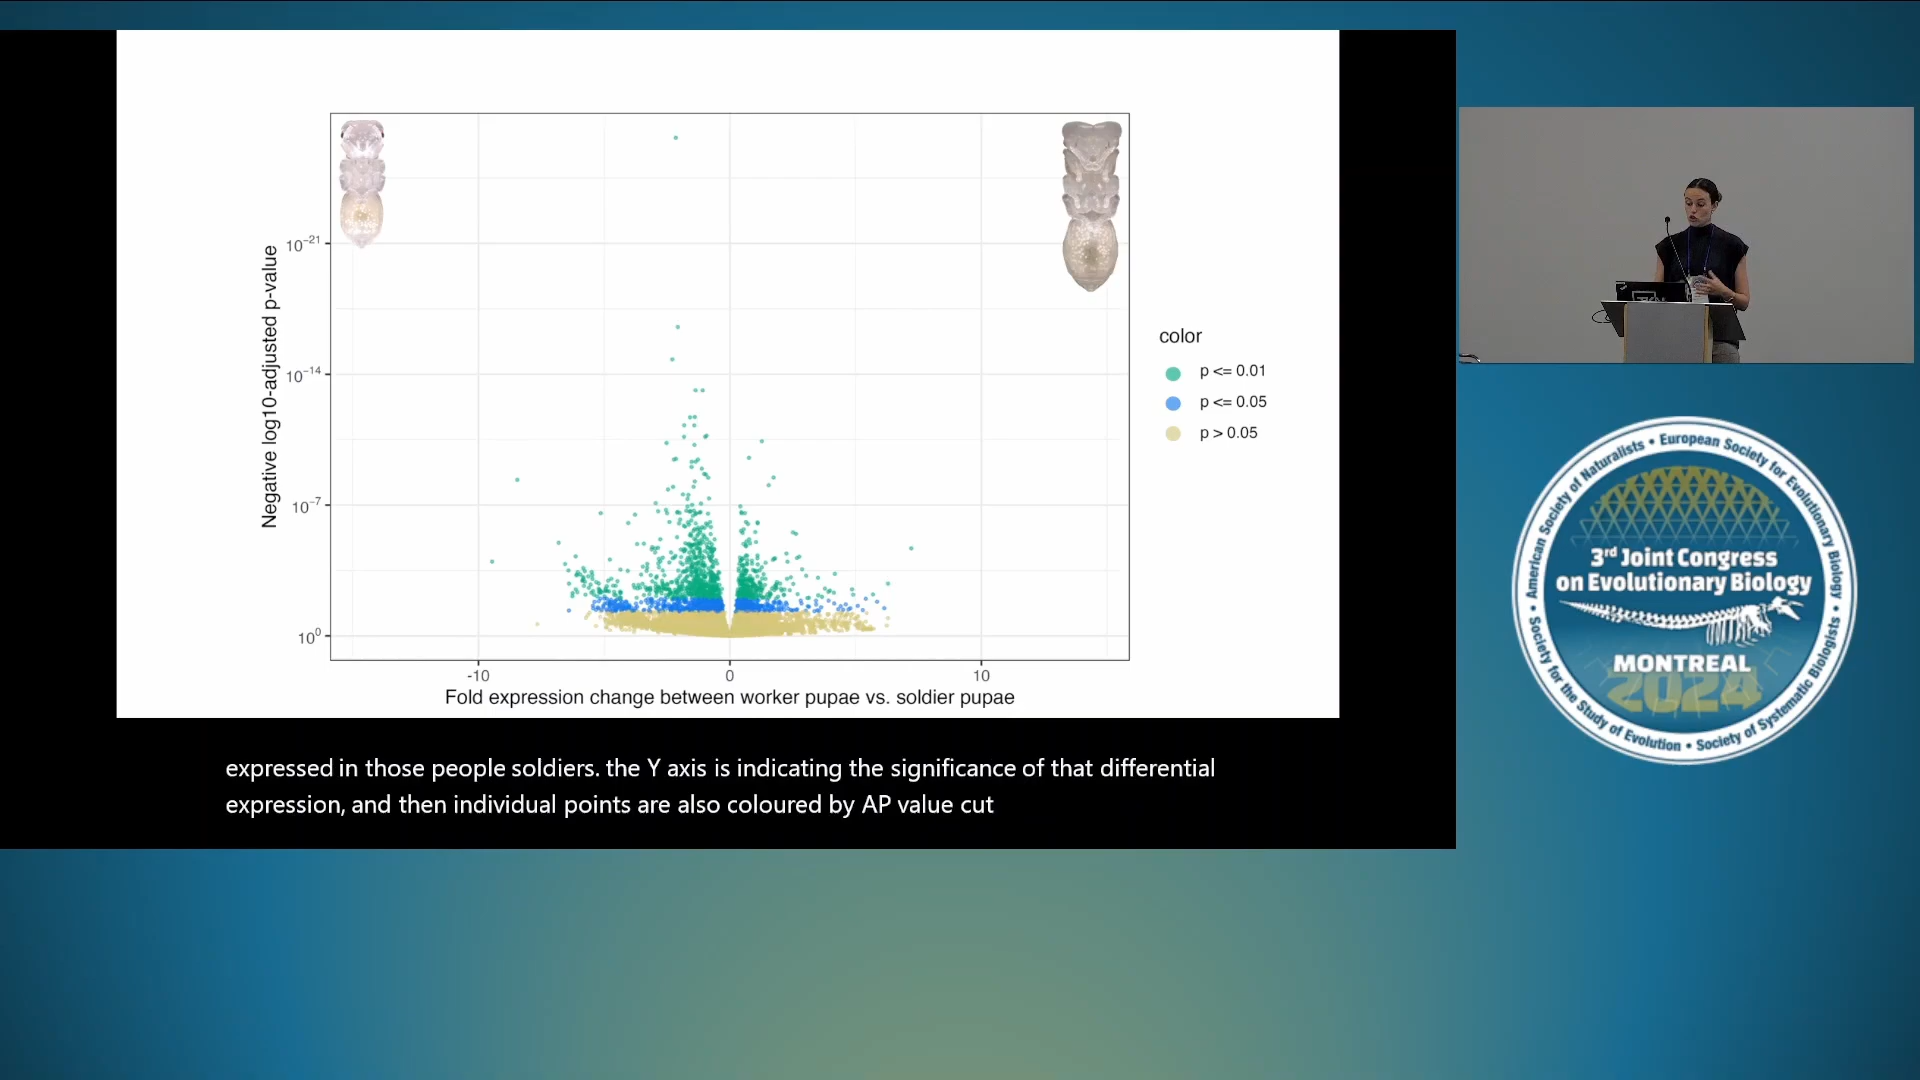 Negative log10-adjusted p-value
10⁻²¹
10⁻¹⁴
10⁻⁷
10⁰
-10
0
10
Fold expression change between worker pupae vs. soldier pupae
color
p <= 0.01
p <= 0.05
p > 0.05
expressed in those people soldiers. the Y axis is indicating the significance of that differential
expression, and then individual points are also coloured by AP value cut
American Society of Naturalists • European Society for Evolutionary Biology •
Society for the Study of Evolution • Society of Systematic Biologists •
3rd Joint Congress
on Evolutionary Biology
MONTREAL
2024